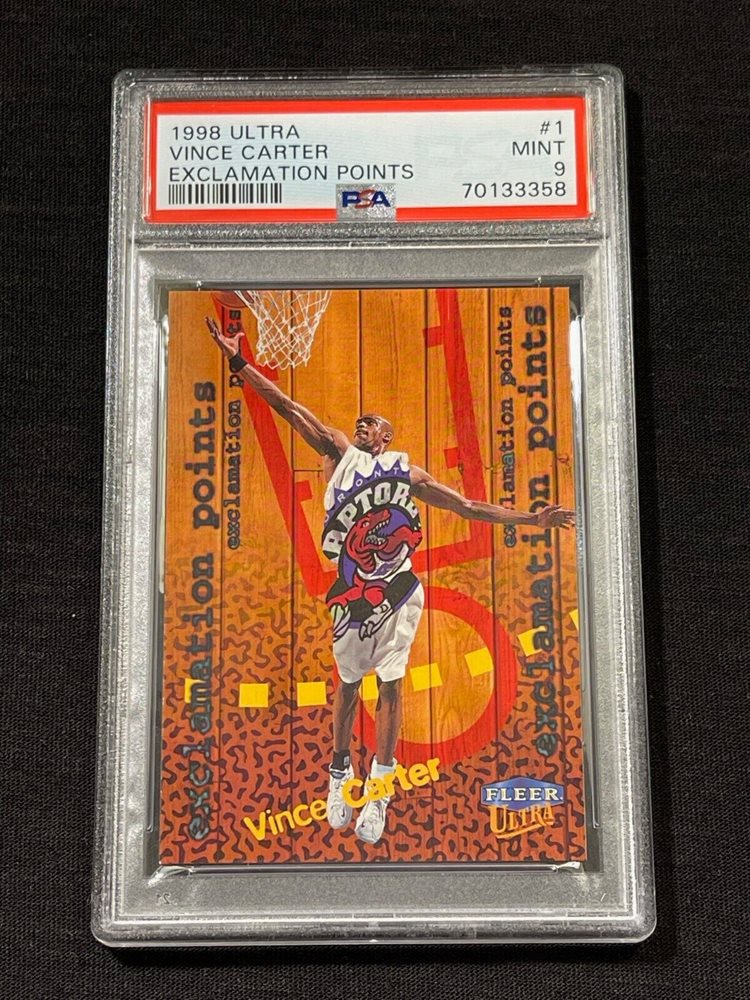 1998 ULTRA #1
VINCE CARTER MINT
EXCLAMATION POINTS 9
PSA 70133358
exclamation points
exclamation points
exclamation points
exclamation points
RONT
RAPTORS
Vince Carter
FLEER
ULTRA